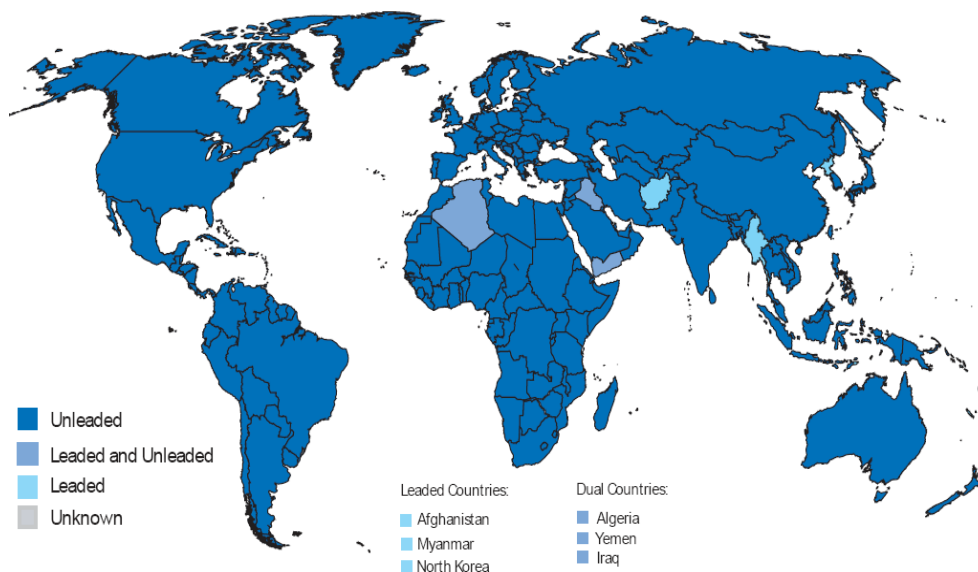 Unleaded
Leaded and Unleaded
Leaded
Unknown
Leaded Countries:
Afghanistan
Myanmar
North Korea
Dual Countries:
Algeria
Yemen
Iraq